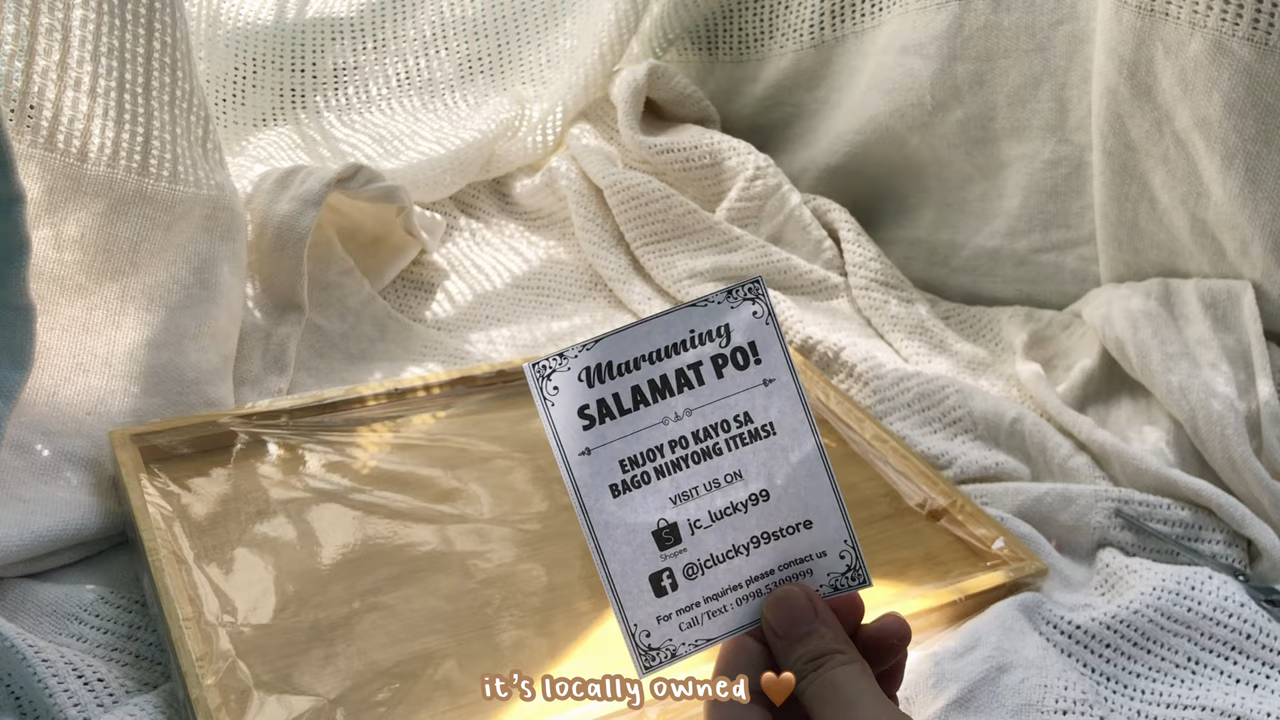 Maraming
SALAMAT PO!
ENJOY PO KAYO SA
BAGO NINYONG ITEMS!
VISIT US ON
jc_lucky99
Shopee
@jclucky99store
For more inquiries please contact us
Call/Text : 0998.5309999
it's locally owned 🧡